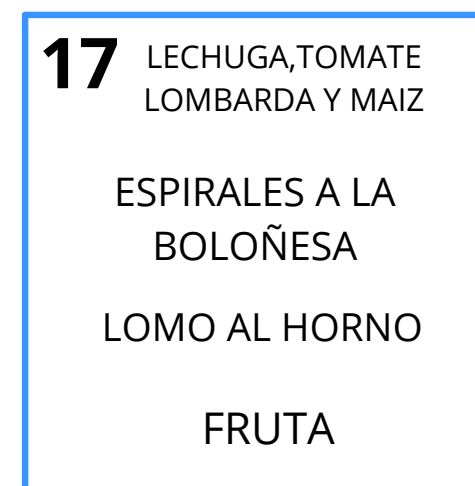 17 LECHUGA,TOMATE
LOMBARDA Y MAIZ
ESPIRALES A LA
BOLOÑESA
LOMO AL HORNO
FRUTA